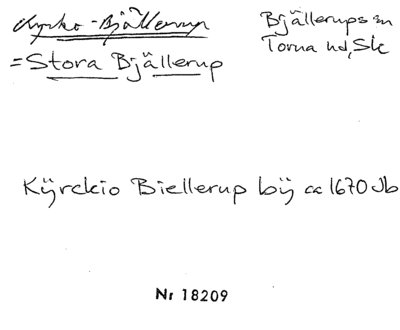 Kyrko-Bjällerup
= Stora Bjällerup
Bjällerups sn
Torna hd, Sk
Kÿrckio Biellerup bÿ ca 1670 Jb
Nr 18209